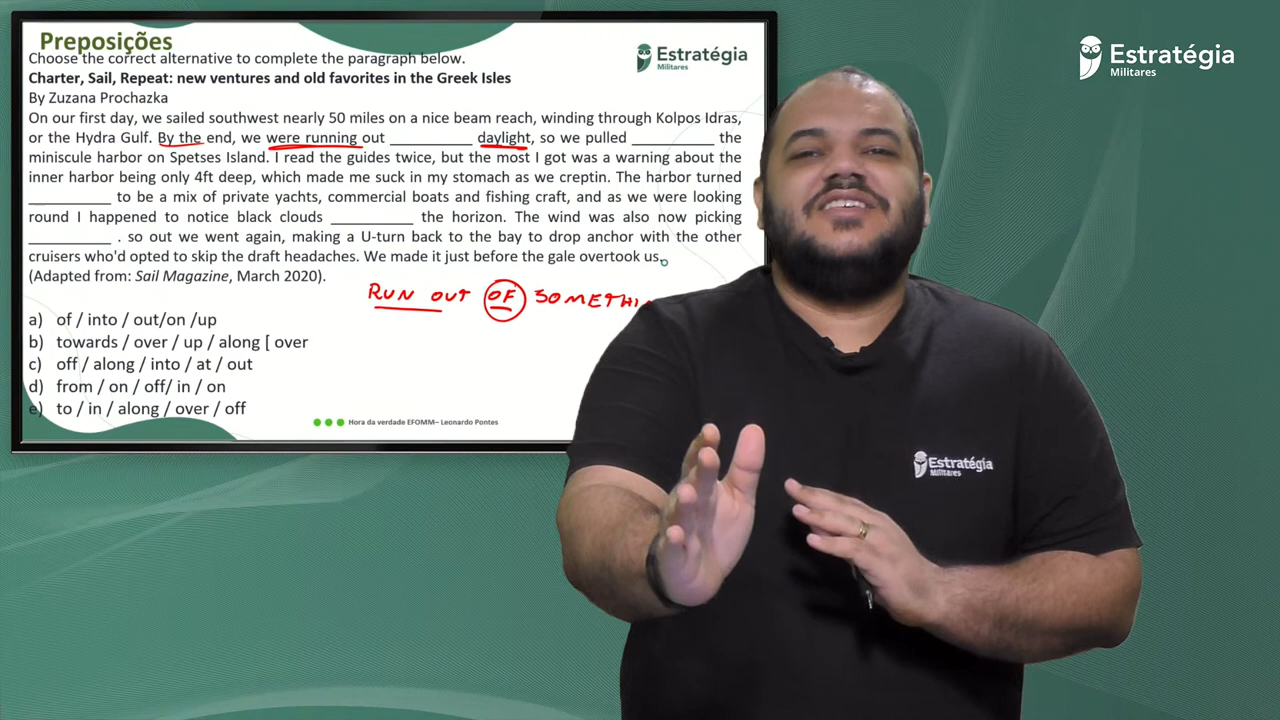 Preposições
Choose the correct alternative to complete the paragraph below.
Charter, Sail, Repeat: new ventures and old favorites in the Greek Isles
By Zuzana Prochazka
On our first day, we sailed southwest nearly 50 miles on a nice beam reach, winding through Kolpos Idras,
or the Hydra Gulf. By the end, we were running out __________ daylight, so we pulled __________ the
miniscule harbor on Spetses Island. I read the guides twice, but the most I got was a warning about the
inner harbor being only 4ft deep, which made me suck in my stomach as we creptin. The harbor turned
__________ to be a mix of private yachts, commercial boats and fishing craft, and as we were looking
round I happened to notice black clouds __________ the horizon. The wind was also now picking
__________ . so out we went again, making a U-turn back to the bay to drop anchor with the other
cruisers who'd opted to skip the draft headaches. We made it just before the gale overtook us.
(Adapted from: Sail Magazine, March 2020).
RUN OUT OF SOMETHI
a) of / into / out/on /up
b) towards / over / up / along [ over
c) off / along / into / at / out
d) from / on / off/ in / on
e) to / in / along / over / off
Hora da verdade EFOMM– Leonardo Pontes
Estratégia
Militares
Estratégia
Militares
Estratégia
Militares